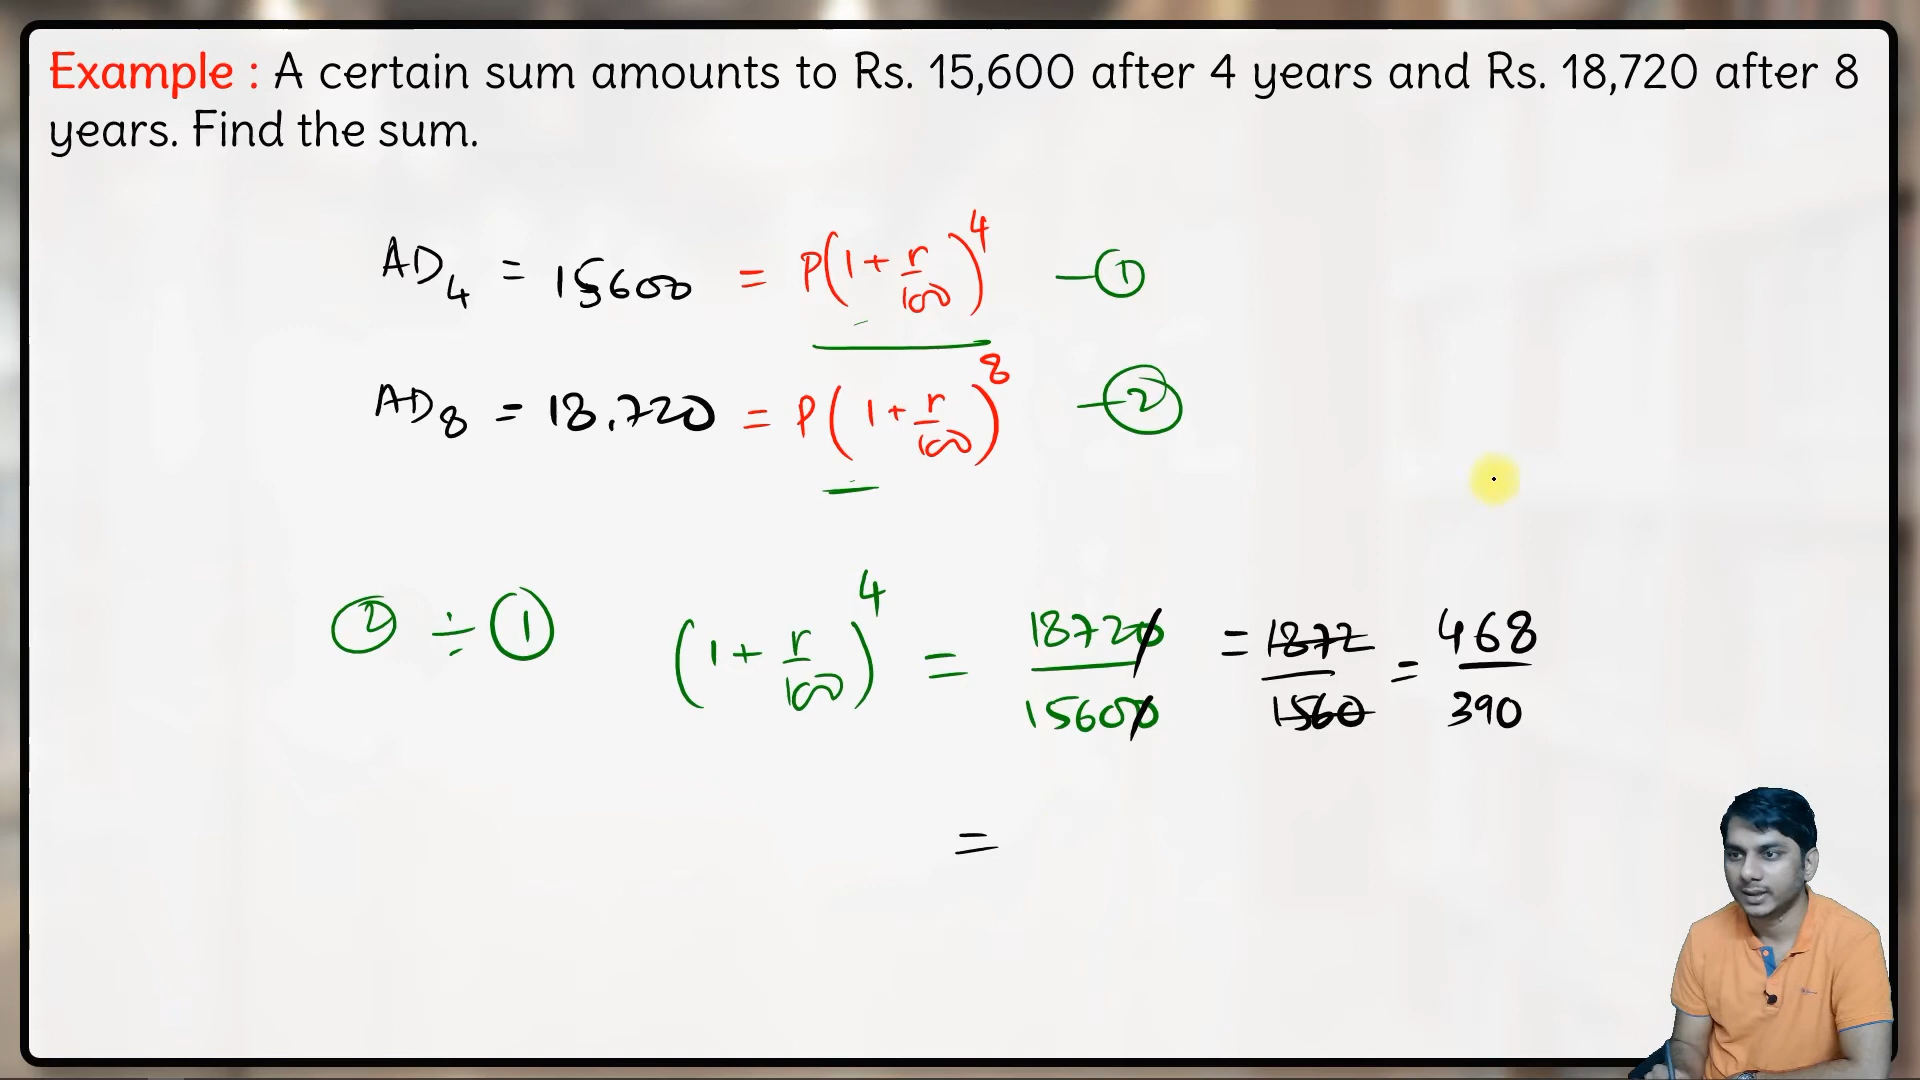 Example : A certain sum amounts to Rs. 15,600 after 4 years and Rs. 18,720 after 8
years. Find the sum.
AD4 = 15600 = P(1 + r/100)^4 — 1
AD8 = 18,720 = P(1 + r/100)^8 — 2
2 ÷ 1 (1 + r/100)^4 = 18720/15600 = 1872/1560 = 468/390
=